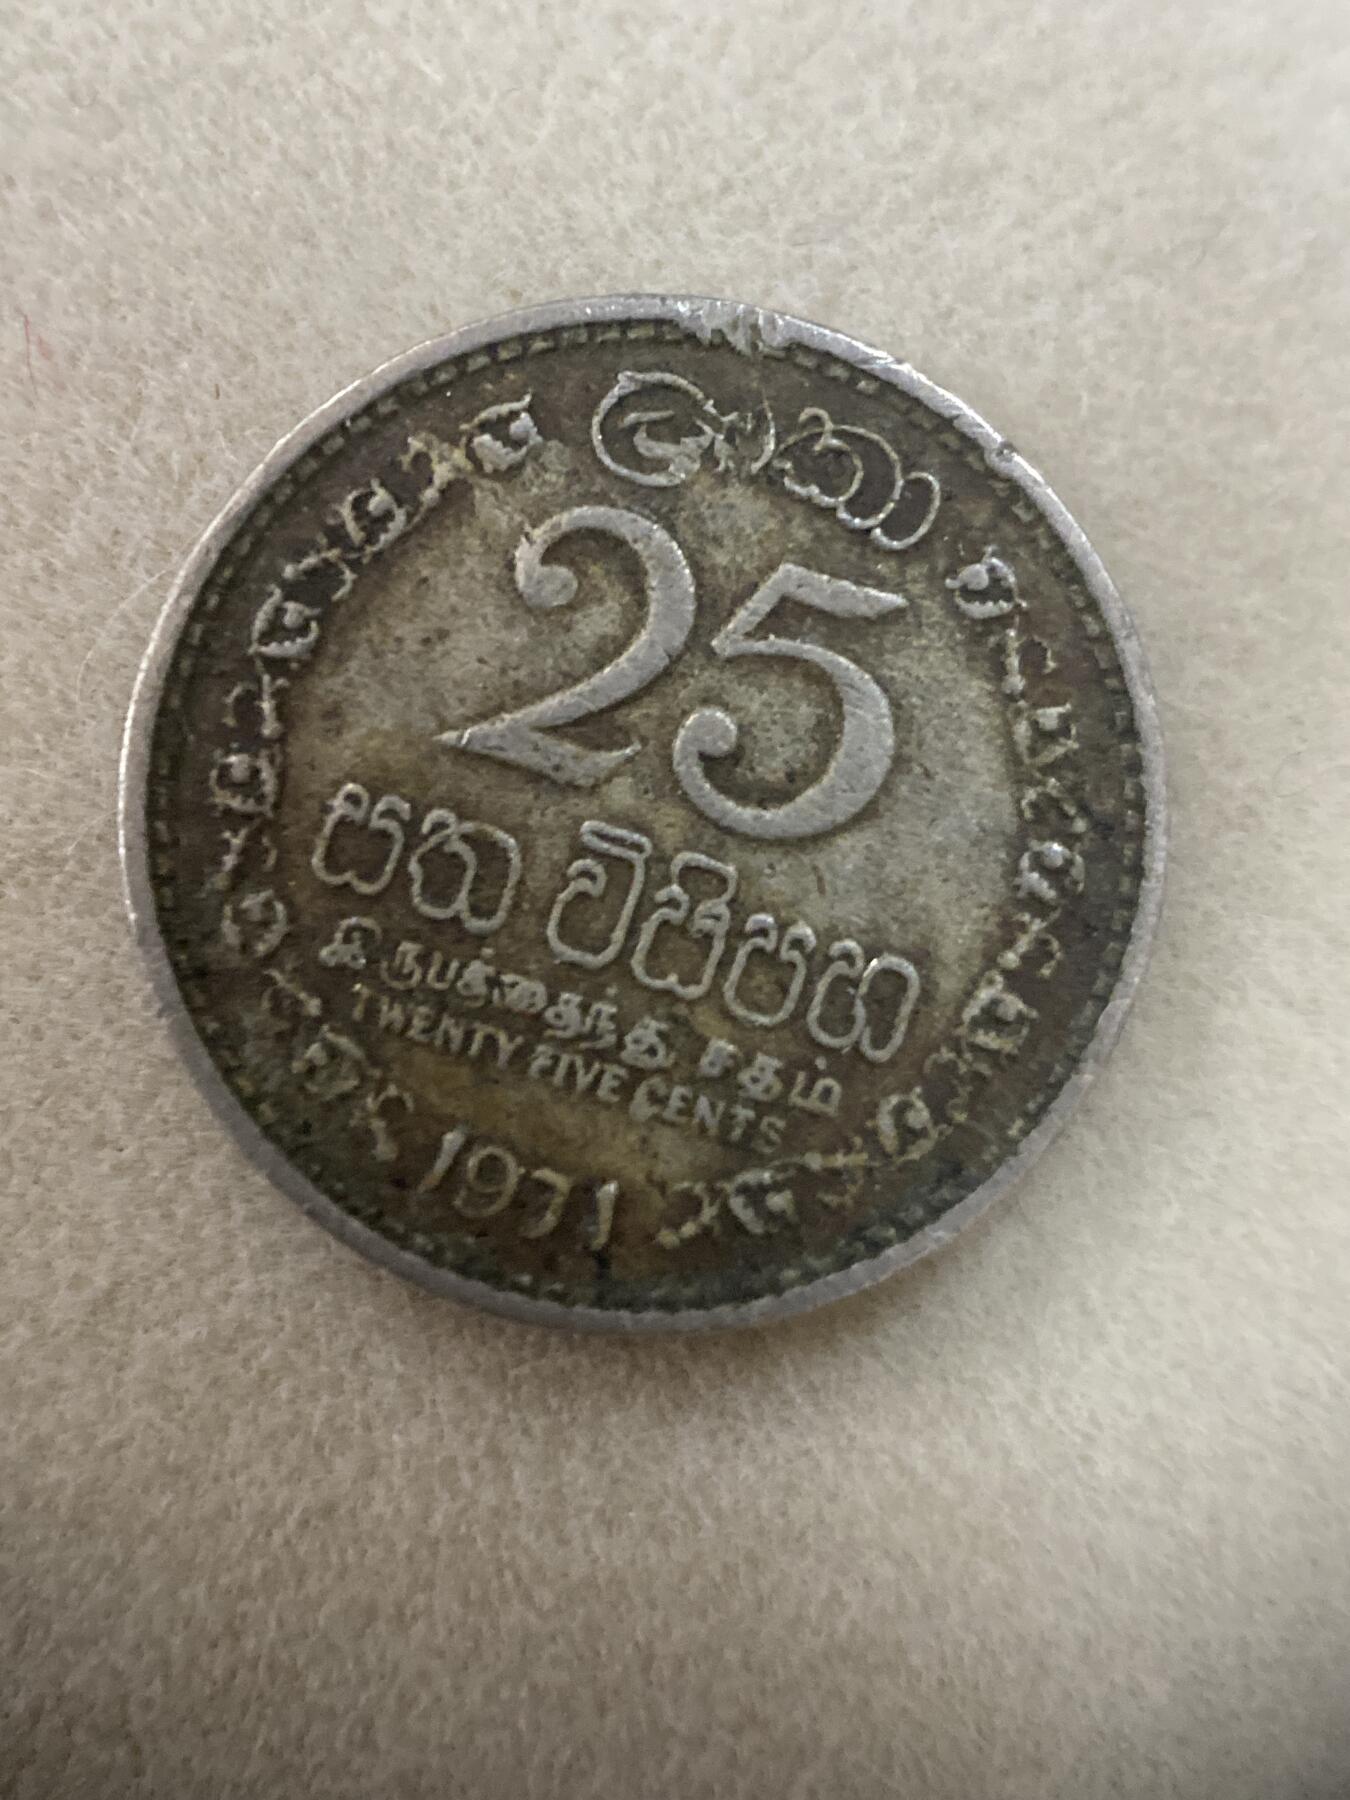 ලංකා
25
සත විසිපහ
இருபத்தைந்து சதம்
TWENTY FIVE CENTS
1971